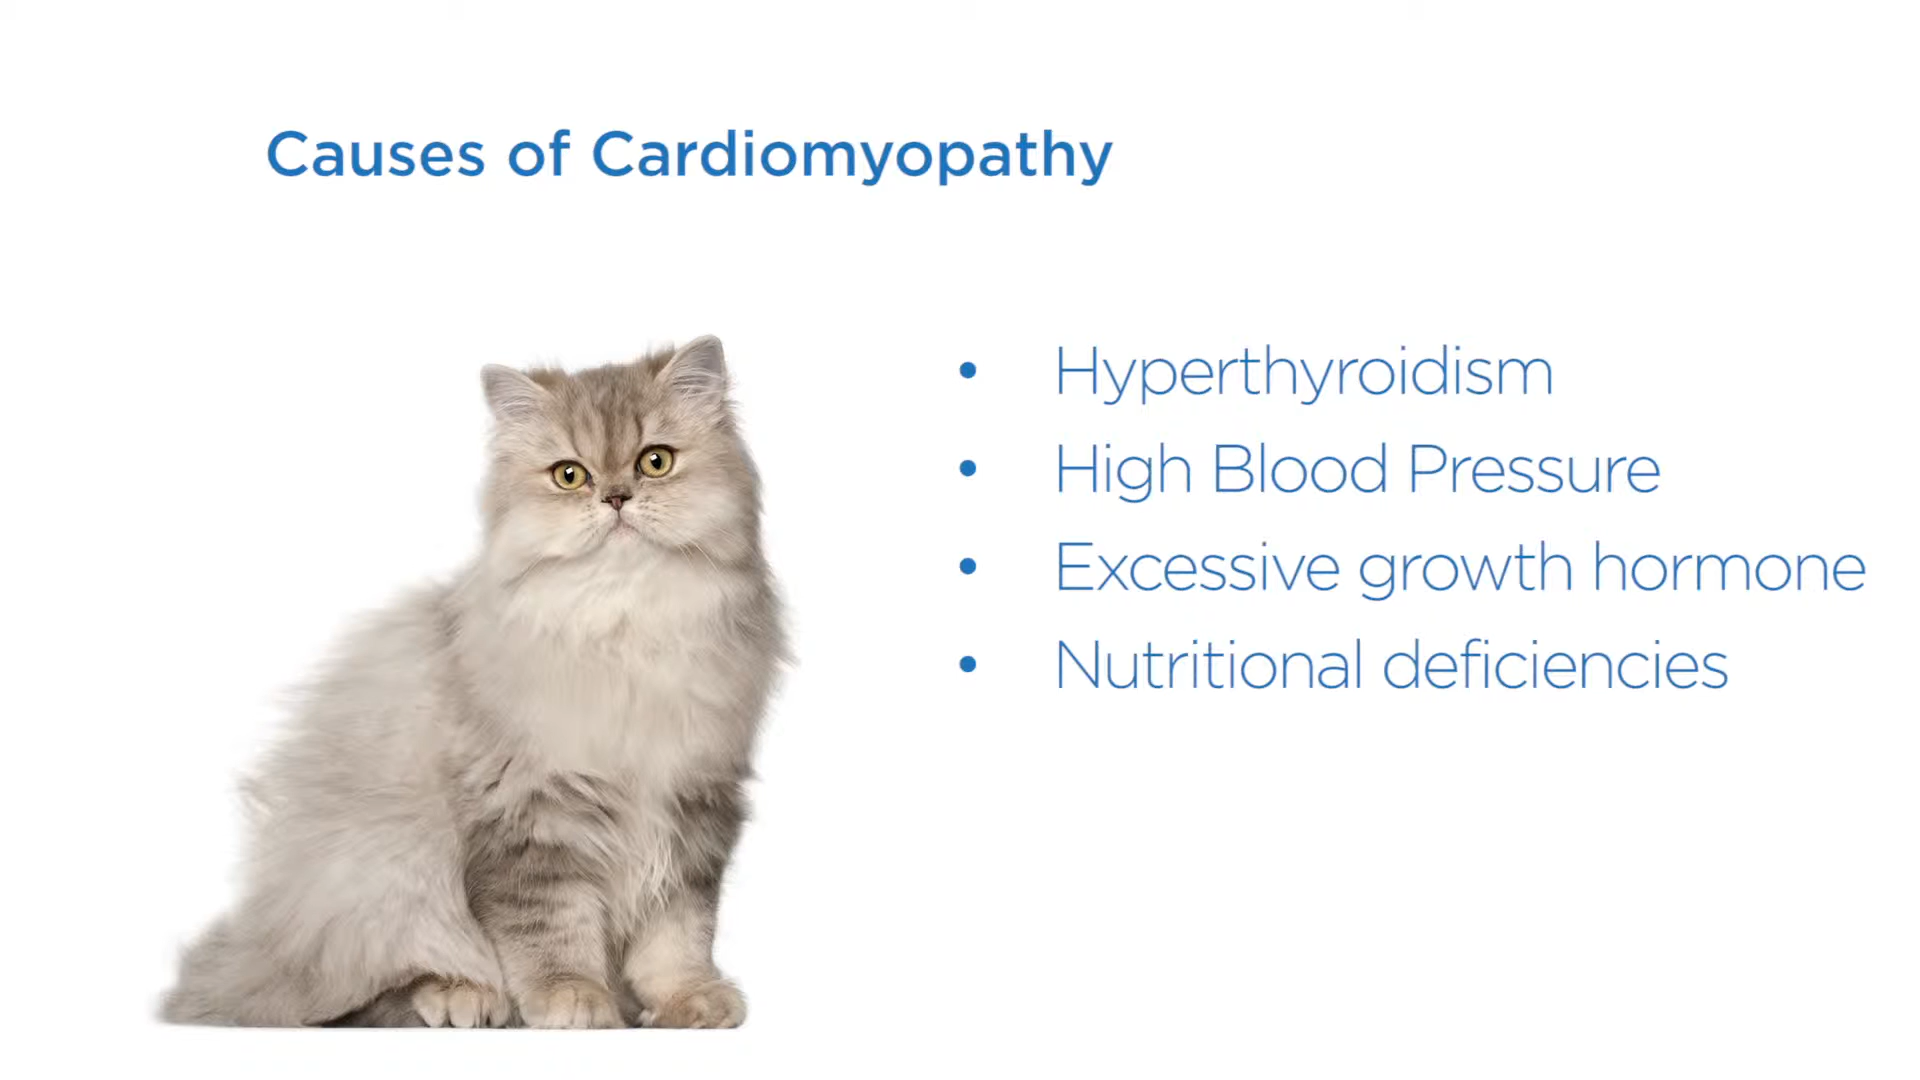 Causes of Cardiomyopathy
• Hyperthyroidism
• High Blood Pressure
• Excessive growth hormone
• Nutritional deficiencies